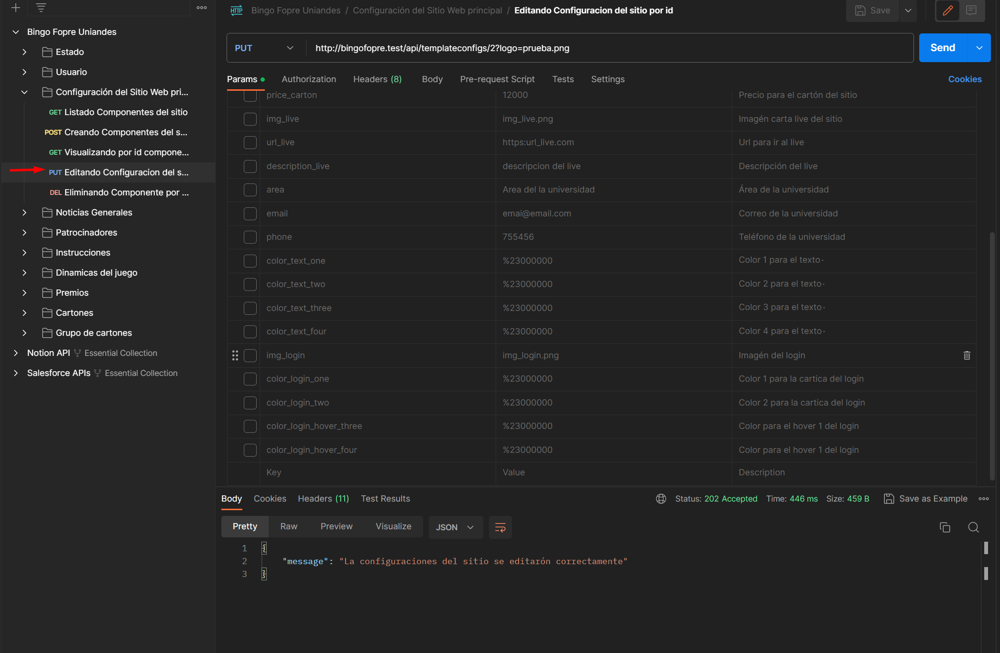 Bingo Fopre Uniandes
Estado
Usuario
Configuración del Sitio Web pri...
GET Listado Componentes del sitio
POST Creando Componentes del s...
GET Visualizando por id compone...
PUT Editando Configuracion del s...
DEL Eliminando Componente por ...
Noticias Generales
Patrocinadores
Instrucciones
Dinamicas del juego
Premios
Cartones
Grupo de cartones
Notion API Essential Collection
Salesforce APIs Essential Collection
HTTP Bingo Fopre Uniandes / Configuración del Sitio Web principal / Editando Configuracion del sitio por id
Save
PUT http://bingofopre.test/api/templateconfigs/2?logo=prueba.png
Send
Params Authorization Headers (8) Body Pre-request Script Tests Settings Cookies
price_carton 12000 Precio para el cartón del sitio
img_live img_live.png Imagén carta live del sitio
url_live https:url_live.com Url para ir al live
description_live descripcion del live Descripción del live
area Area del la universidad Área de la universidad
email emai@email.com Correo de la universidad
phone 755456 Teléfono de la universidad
color_text_one %23000000 Color 1 para el texto·
color_text_two %23000000 Color 2 para el texto·
color_text_three %23000000 Color 3 para el texto·
color_text_four %23000000 Color 4 para el texto·
img_login img_login.png Imagén del login
color_login_one %23000000 Color 1 para la cartica del login
color_login_two %23000000 Color 2 para la cartica del login
color_login_hover_three %23000000 Color para el hover 1 del login
color_login_hover_four %23000000 Color para el hover 1 del login
Key Value Description
Body Cookies Headers (11) Test Results Status: 202 Accepted Time: 446 ms Size: 459 B Save as Example
Pretty Raw Preview Visualize JSON
1 {
2 "message": "La configuraciones del sitio se editarón correctamente"
3 }